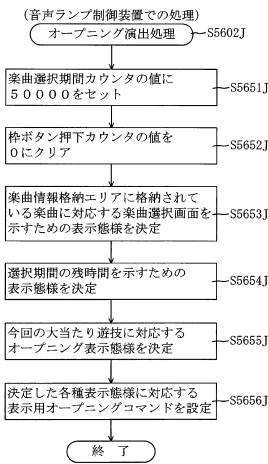 (音声ランプ制御装置での処理)
オープニング演出処理
S5602J
楽曲選択期間カウンタの値に
50000をセット
S5651J
枠ボタン押下カウンタの値を
0にクリア
S5652J
楽曲情報格納エリアに格納されて
いる楽曲に対応する楽曲選択画面を
示すための表示態様を決定
S5653J
選択期間の残時間を示すための
表示態様を決定
S5654J
今回の大当たり遊技に対応する
オープニング表示態様を決定
S5655J
決定した各種表示態様に対応する
表示用オープニングコマンドを設定
S5656J
終 了